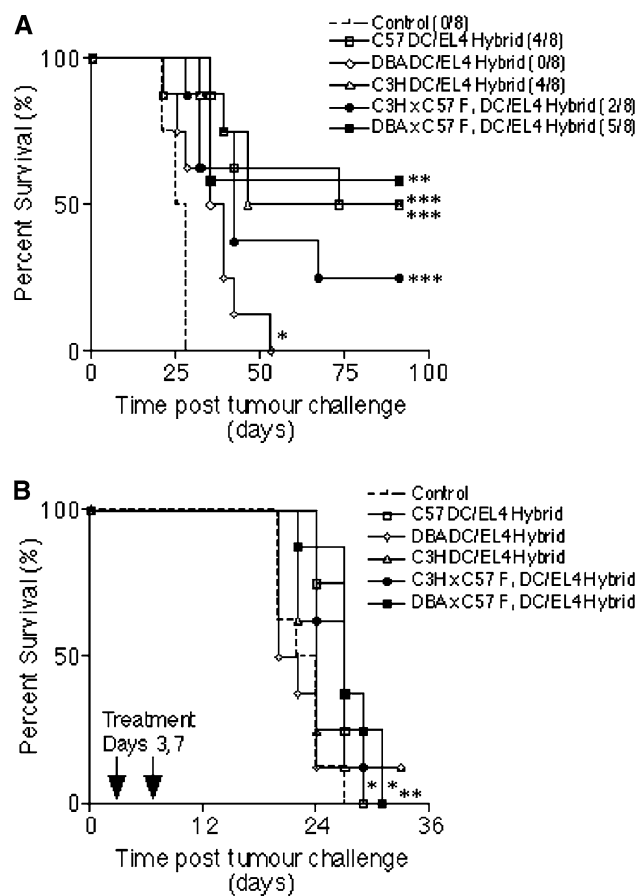 A
Control (0/8)
C57 DC/EL4 Hybrid (4/8)
DBA DC/EL4 Hybrid (0/8)
C3H DC/EL4 Hybrid (4/8)
C3H x C57 F, DC/EL4 Hybrid (2/8)
DBA x C57 F, DC/EL4 Hybrid (5/8)
Percent Survival (%)
100
50
0
**
***
***
***
*
0 25 50 75 100
Time post tumour challenge
(days)
B
Control
C57 DC/EL4 Hybrid
DBA DC/EL4 Hybrid
C3H DC/EL4 Hybrid
C3H x C57 F, DC/EL4 Hybrid
DBA x C57 F, DC/EL4 Hybrid
Percent Survival (%)
100
50
0
Treatment
Days 3,7
* * **
0 12 24 36
Time post tumour challenge
(days)